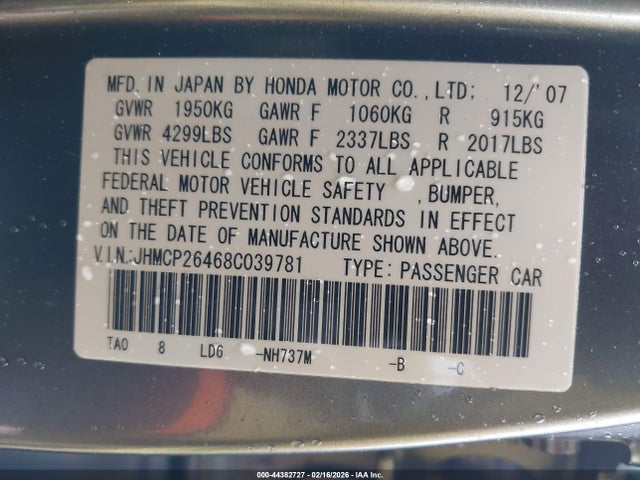 MFD. IN JAPAN BY HONDA MOTOR CO., LTD; 12/'07
GVWR 1950KG GAWR F 1060KG R 915KG
GVWR 4299LBS GAWR F 2337LBS R 2017LBS
THIS VEHICLE CONFORMS TO ALL APPLICABLE
FEDERAL MOTOR VEHICLE SAFETY , BUMPER,
AND THEFT PREVENTION STANDARDS IN EFFECT
ON THE DATE OF MANUFACTURE SHOWN ABOVE.
V.I.N.:JHMCP26468C039781 TYPE: PASSENGER CAR
TA0 8 LD6 -NH737M -B -C
000-44382727 - 02/16/2026 - IAA Inc.